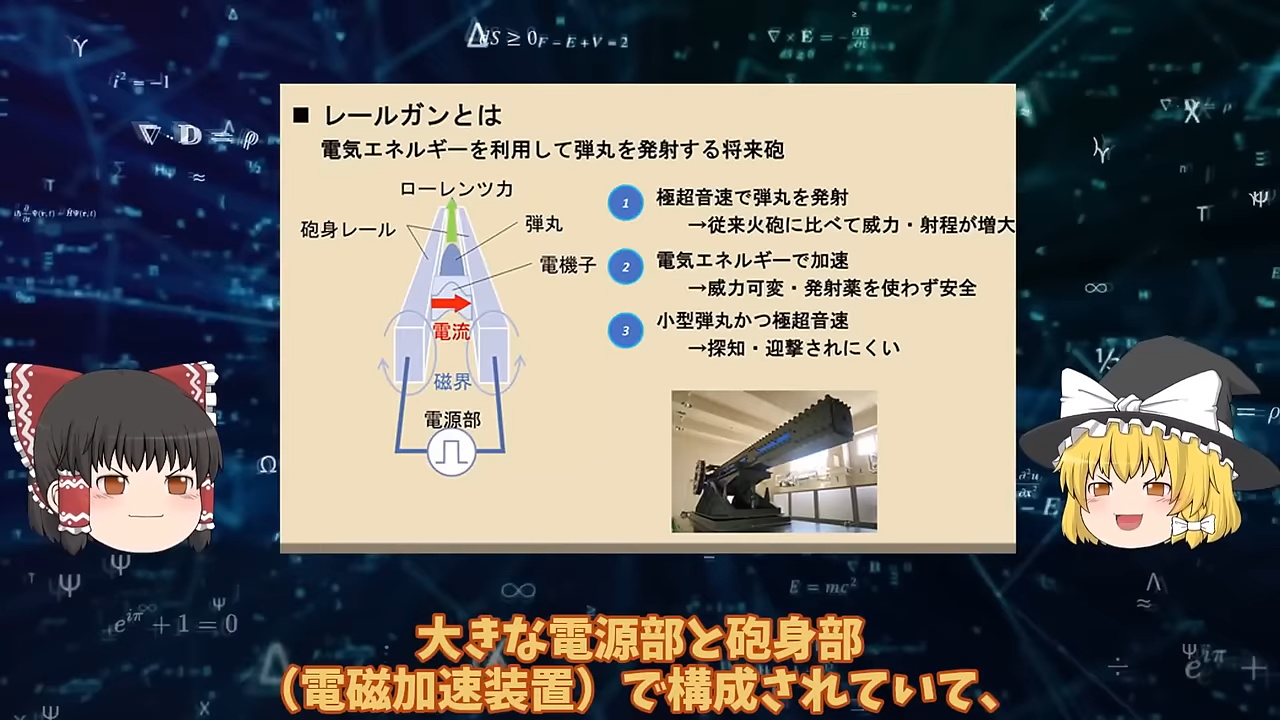 ■ レールガンとは
電気エネルギーを利用して弾丸を発射する将来砲
ローレンツ力
砲身レール
弾丸
電機子
電流
磁界
電源部
1 極超音速で弾丸を発射
→従来火砲に比べて威力・射程が増大
2 電気エネルギーで加速
→威力可変・発射薬を使わず安全
3 小型弾丸かつ極超音速
→探知・迎撃されにくい
dS ≥ 0
F − E + V = 2
i² = −1
∇ · D = ρ
E = mc²
e^{iπ} + 1 = 0
大きな電源部と砲身部
（電磁加速装置）で構成されていて、